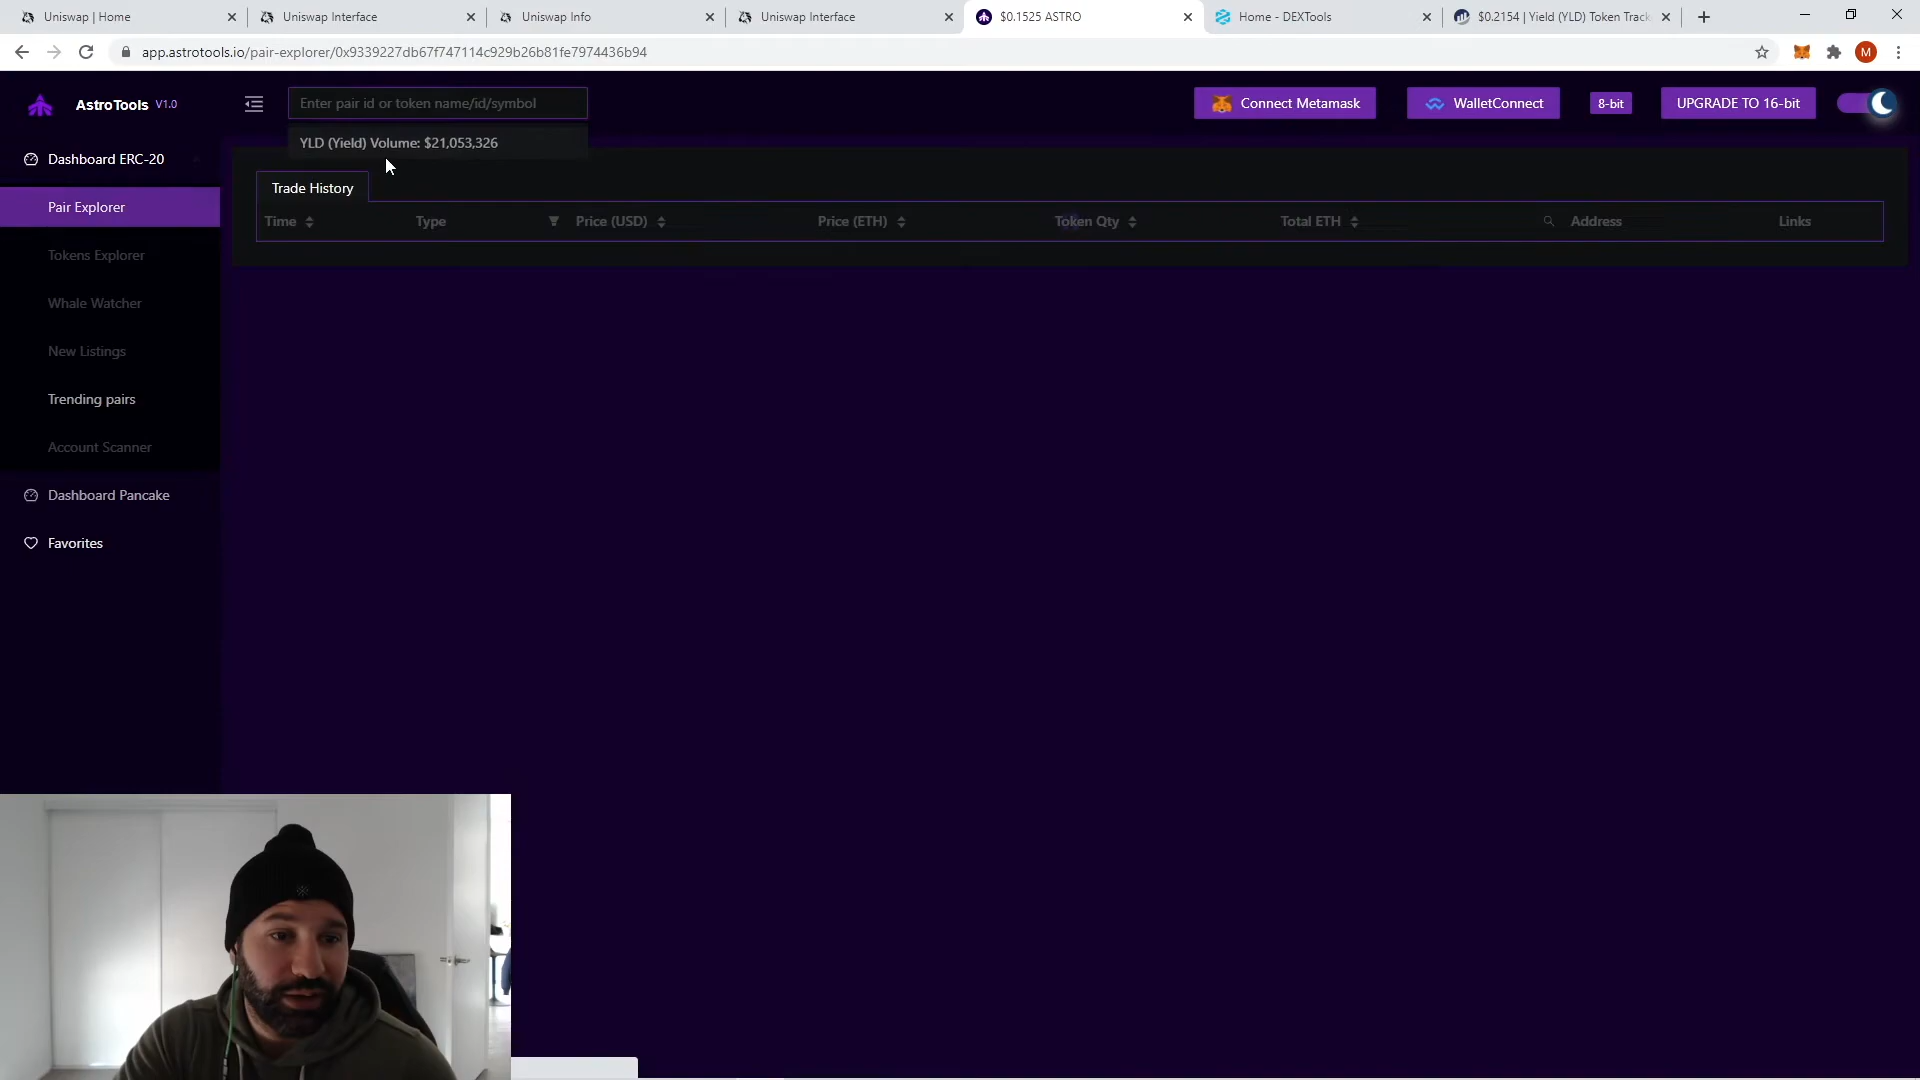 Uniswap | Home
Uniswap Interface
Uniswap Info
Uniswap Interface
$0.1525 ASTRO
Home - DEXTools
$0.2154 | Yield (YLD) Token Track
app.astrotools.io/pair-explorer/0x9339227db67f747114c929b26b81fe7974436b94
M
AstroTools V1.0
Enter pair id or token name/id/symbol
Connect Metamask
WalletConnect
8-bit
UPGRADE TO 16-bit
YLD (Yield) Volume: $21,053,326
Dashboard ERC-20
Pair Explorer
Tokens Explorer
Whale Watcher
New Listings
Trending pairs
Account Scanner
Dashboard Pancake
Favorites
Trade History
Time Type Price (USD) Price (ETH) Token Qty Total ETH Address Links